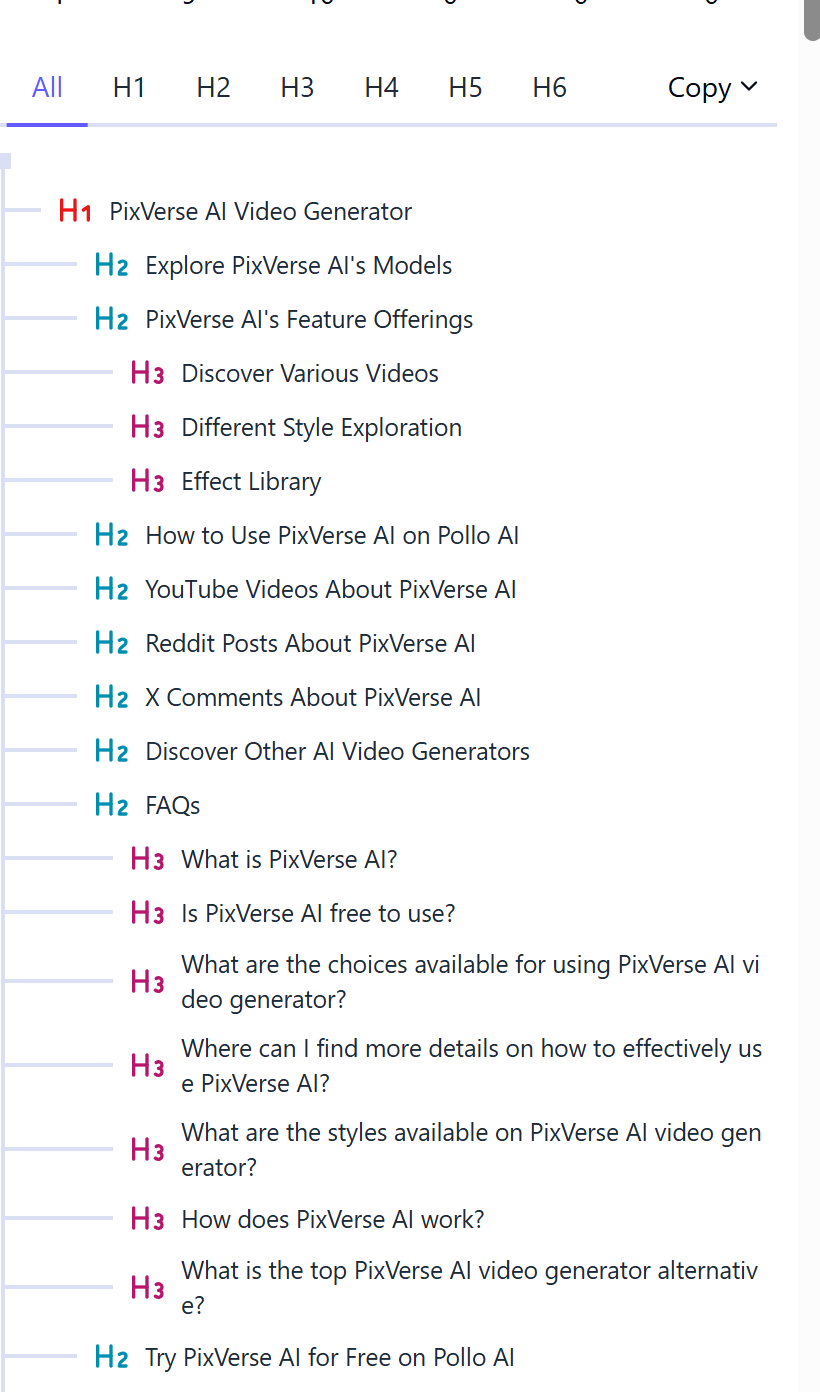 All H1 H2 H3 H4 H5 H6 Copy
H1 PixVerse AI Video Generator
H2 Explore PixVerse AI's Models
H2 PixVerse AI's Feature Offerings
H3 Discover Various Videos
H3 Different Style Exploration
H3 Effect Library
H2 How to Use PixVerse AI on Pollo AI
H2 YouTube Videos About PixVerse AI
H2 Reddit Posts About PixVerse AI
H2 X Comments About PixVerse AI
H2 Discover Other AI Video Generators
H2 FAQs
H3 What is PixVerse AI?
H3 Is PixVerse AI free to use?
H3 What are the choices available for using PixVerse AI vi
deo generator?
H3 Where can I find more details on how to effectively us
e PixVerse AI?
H3 What are the styles available on PixVerse AI video gen
erator?
H3 How does PixVerse AI work?
H3 What is the top PixVerse AI video generator alternativ
e?
H2 Try PixVerse AI for Free on Pollo AI